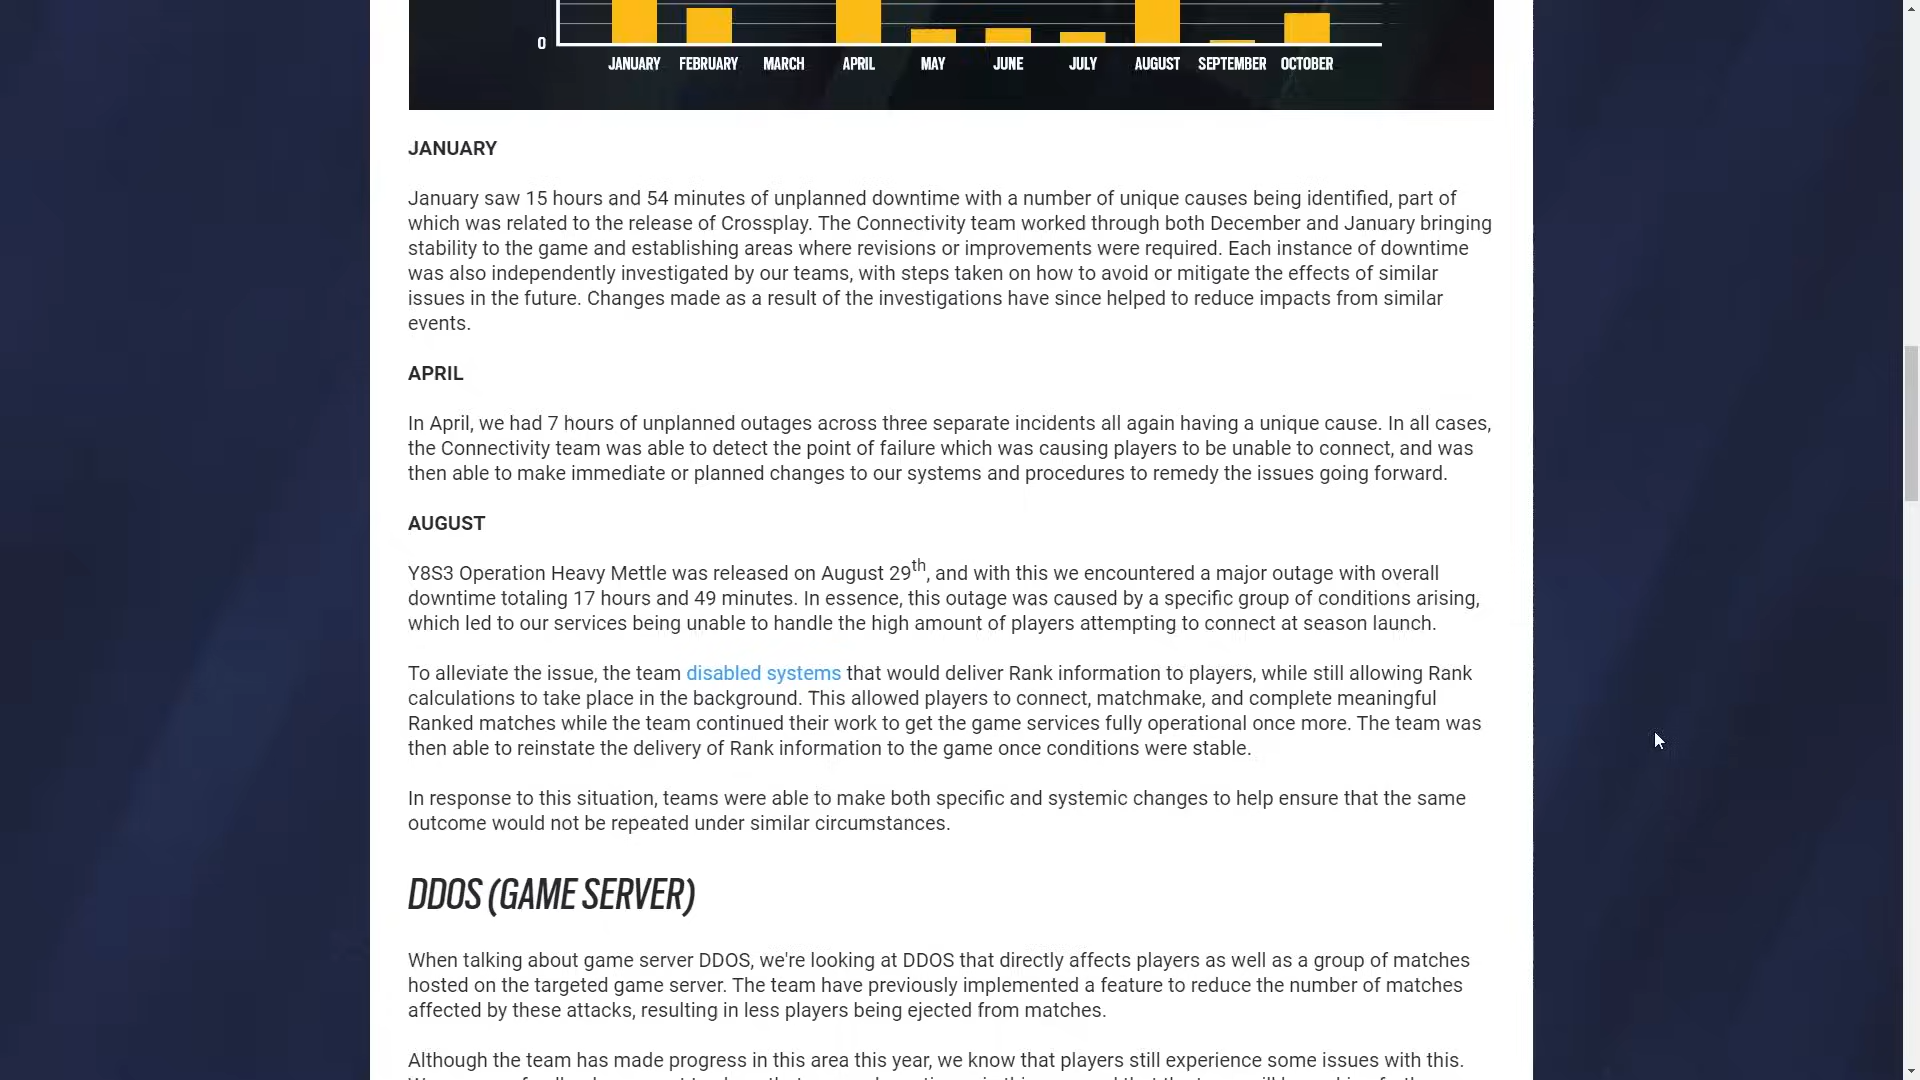 0
JANUARY FEBRUARY MARCH APRIL MAY JUNE JULY AUGUST SEPTEMBER OCTOBER
JANUARY
January saw 15 hours and 54 minutes of unplanned downtime with a number of unique causes being identified, part of
which was related to the release of Crossplay. The Connectivity team worked through both December and January bringing
stability to the game and establishing areas where revisions or improvements were required. Each instance of downtime
was also independently investigated by our teams, with steps taken on how to avoid or mitigate the effects of similar
issues in the future. Changes made as a result of the investigations have since helped to reduce impacts from similar
events.
APRIL
In April, we had 7 hours of unplanned outages across three separate incidents all again having a unique cause. In all cases,
the Connectivity team was able to detect the point of failure which was causing players to be unable to connect, and was
then able to make immediate or planned changes to our systems and procedures to remedy the issues going forward.
AUGUST
Y8S3 Operation Heavy Mettle was released on August 29th, and with this we encountered a major outage with overall
downtime totaling 17 hours and 49 minutes. In essence, this outage was caused by a specific group of conditions arising,
which led to our services being unable to handle the high amount of players attempting to connect at season launch.
To alleviate the issue, the team disabled systems that would deliver Rank information to players, while still allowing Rank
calculations to take place in the background. This allowed players to connect, matchmake, and complete meaningful
Ranked matches while the team continued their work to get the game services fully operational once more. The team was
then able to reinstate the delivery of Rank information to the game once conditions were stable.
In response to this situation, teams were able to make both specific and systemic changes to help ensure that the same
outcome would not be repeated under similar circumstances.
DDOS (GAME SERVER)
When talking about game server DDOS, we're looking at DDOS that directly affects players as well as a group of matches
hosted on the targeted game server. The team have previously implemented a feature to reduce the number of matches
affected by these attacks, resulting in less players being ejected from matches.
Although the team has made progress in this area this year, we know that players still experience some issues with this.